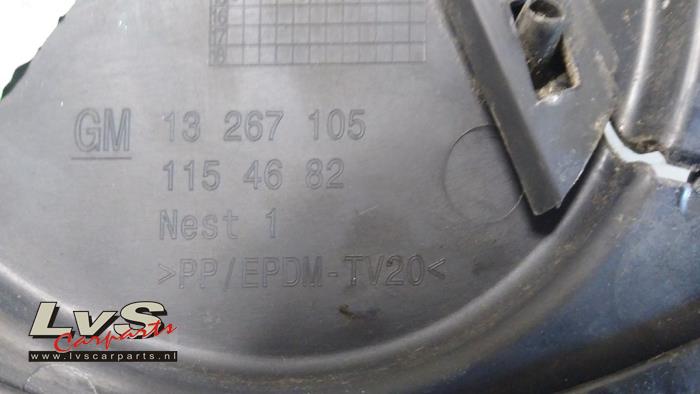 GM 13 267 105
115 46 82
Nest 1
>PP/EPDM-TV20<
LvS
Carparts
www.lvscarparts.nl